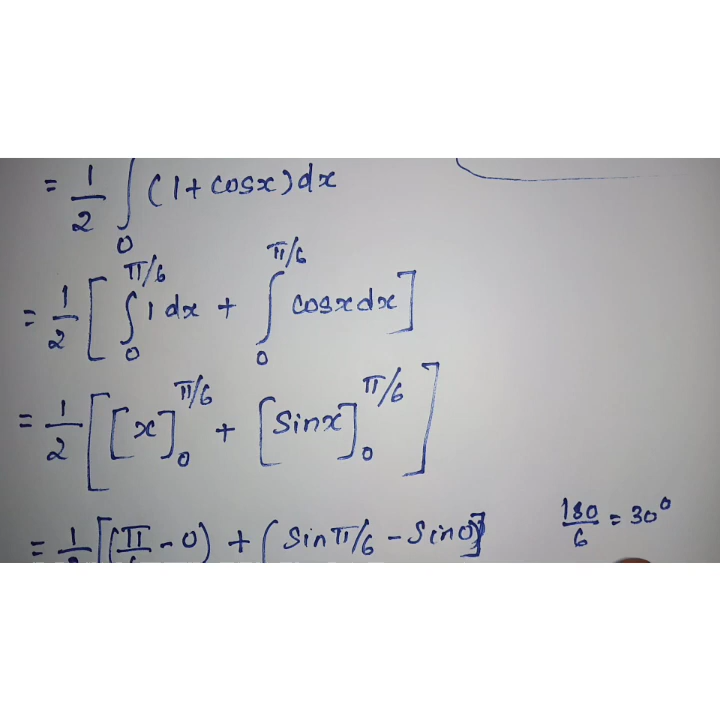 = 1/2 ∫₀ (1 + cosx) dx
= 1/2 [ ∫₀^π/6 1 dx + ∫₀^π/6 cosx dx ]
= 1/2 [ [x]₀^π/6 + [Sinx]₀^π/6 ]
= 1/2 [(π/6 - 0) + (Sin π/6 - Sin 0)]
180/6 = 30°